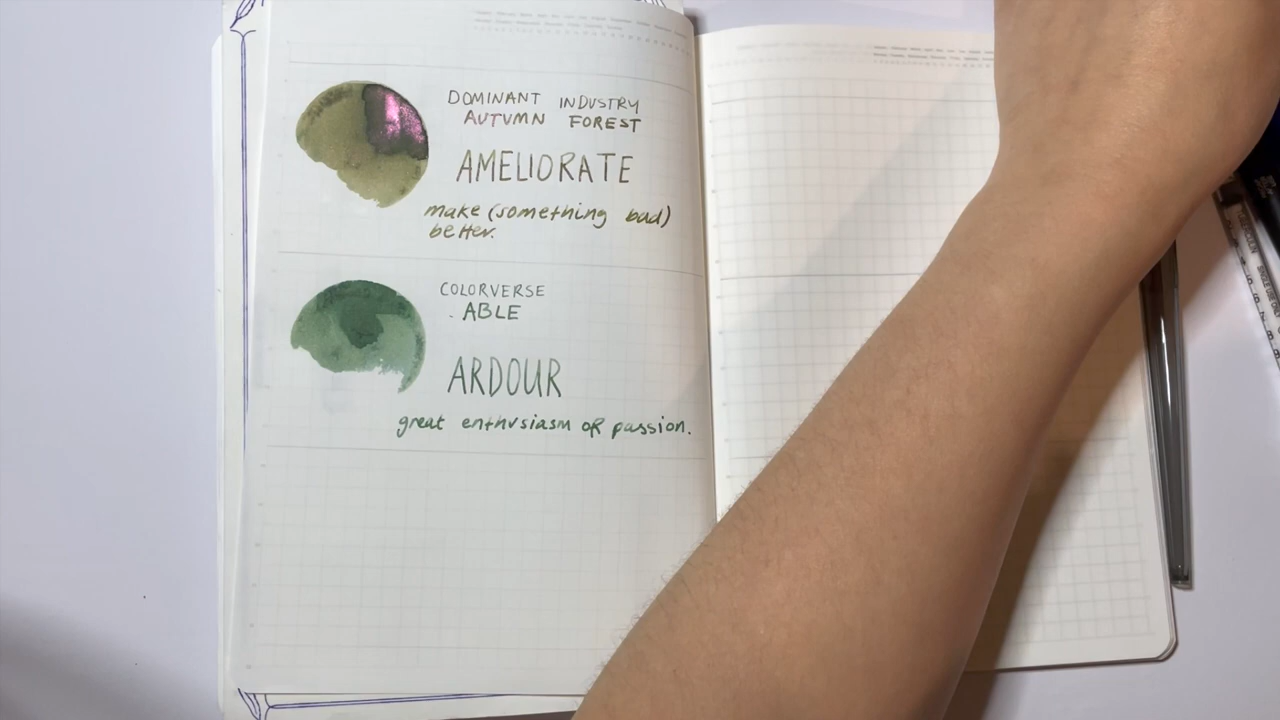 DOMINANT INDUSTRY
AUTUMN FOREST
AMELIORATE
make (something bad)
better.
COLORVERSE
. ABLE
ARDOUR
great enthusiasm or passion.